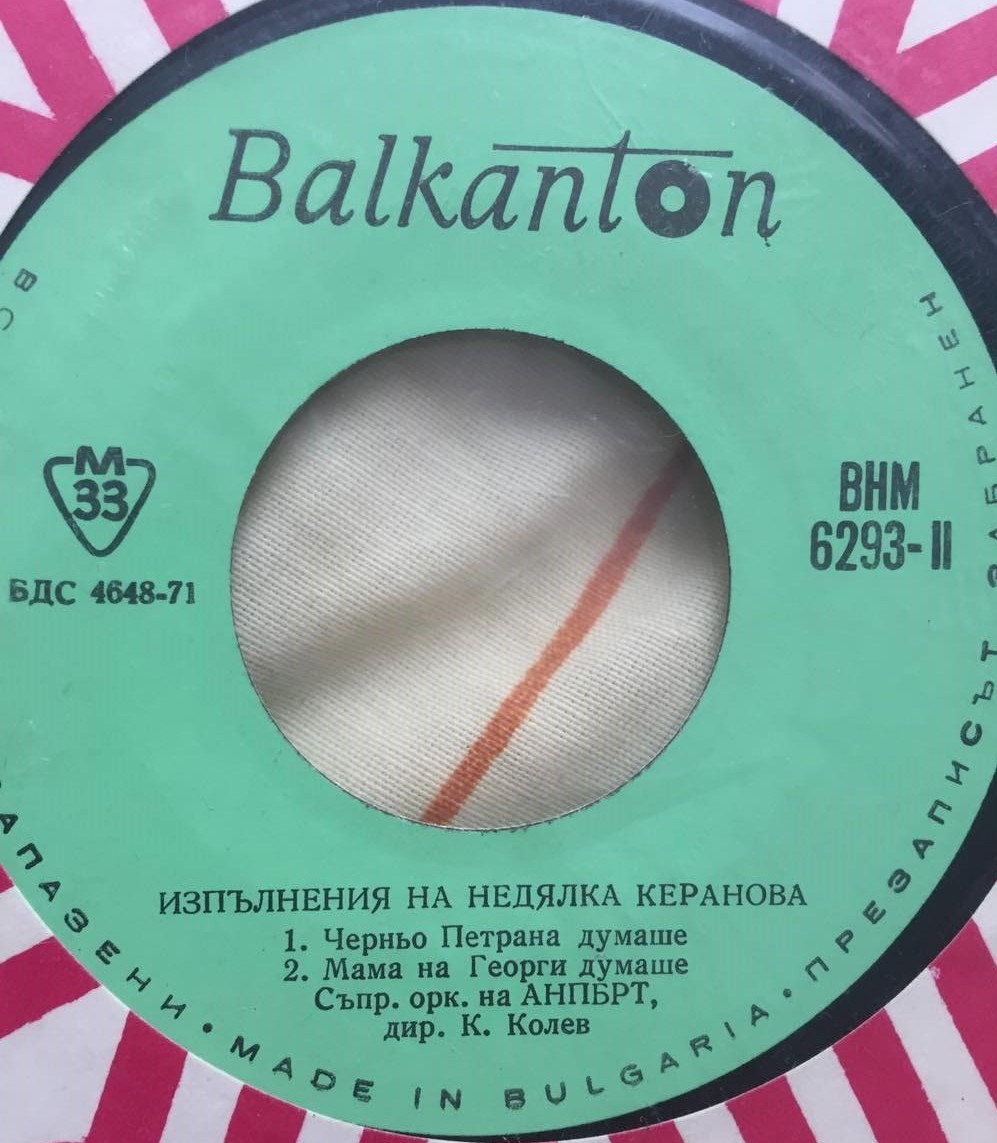 Balkanton
М
33
БДС 4648-71
ВНМ
6293-II
ИЗПЪЛНЕНИЯ НА НЕДЯЛКА КЕРАНОВА
1. Черньо Петрана думаше
2. Мама на Георги думаше
Съпр. орк. на АНПБРТ,
дир. К. Колев
АПАЗЕНИ • MADE IN BULGARIA • ПРЕЗАПИСЪТ ЗАБРАНЕН